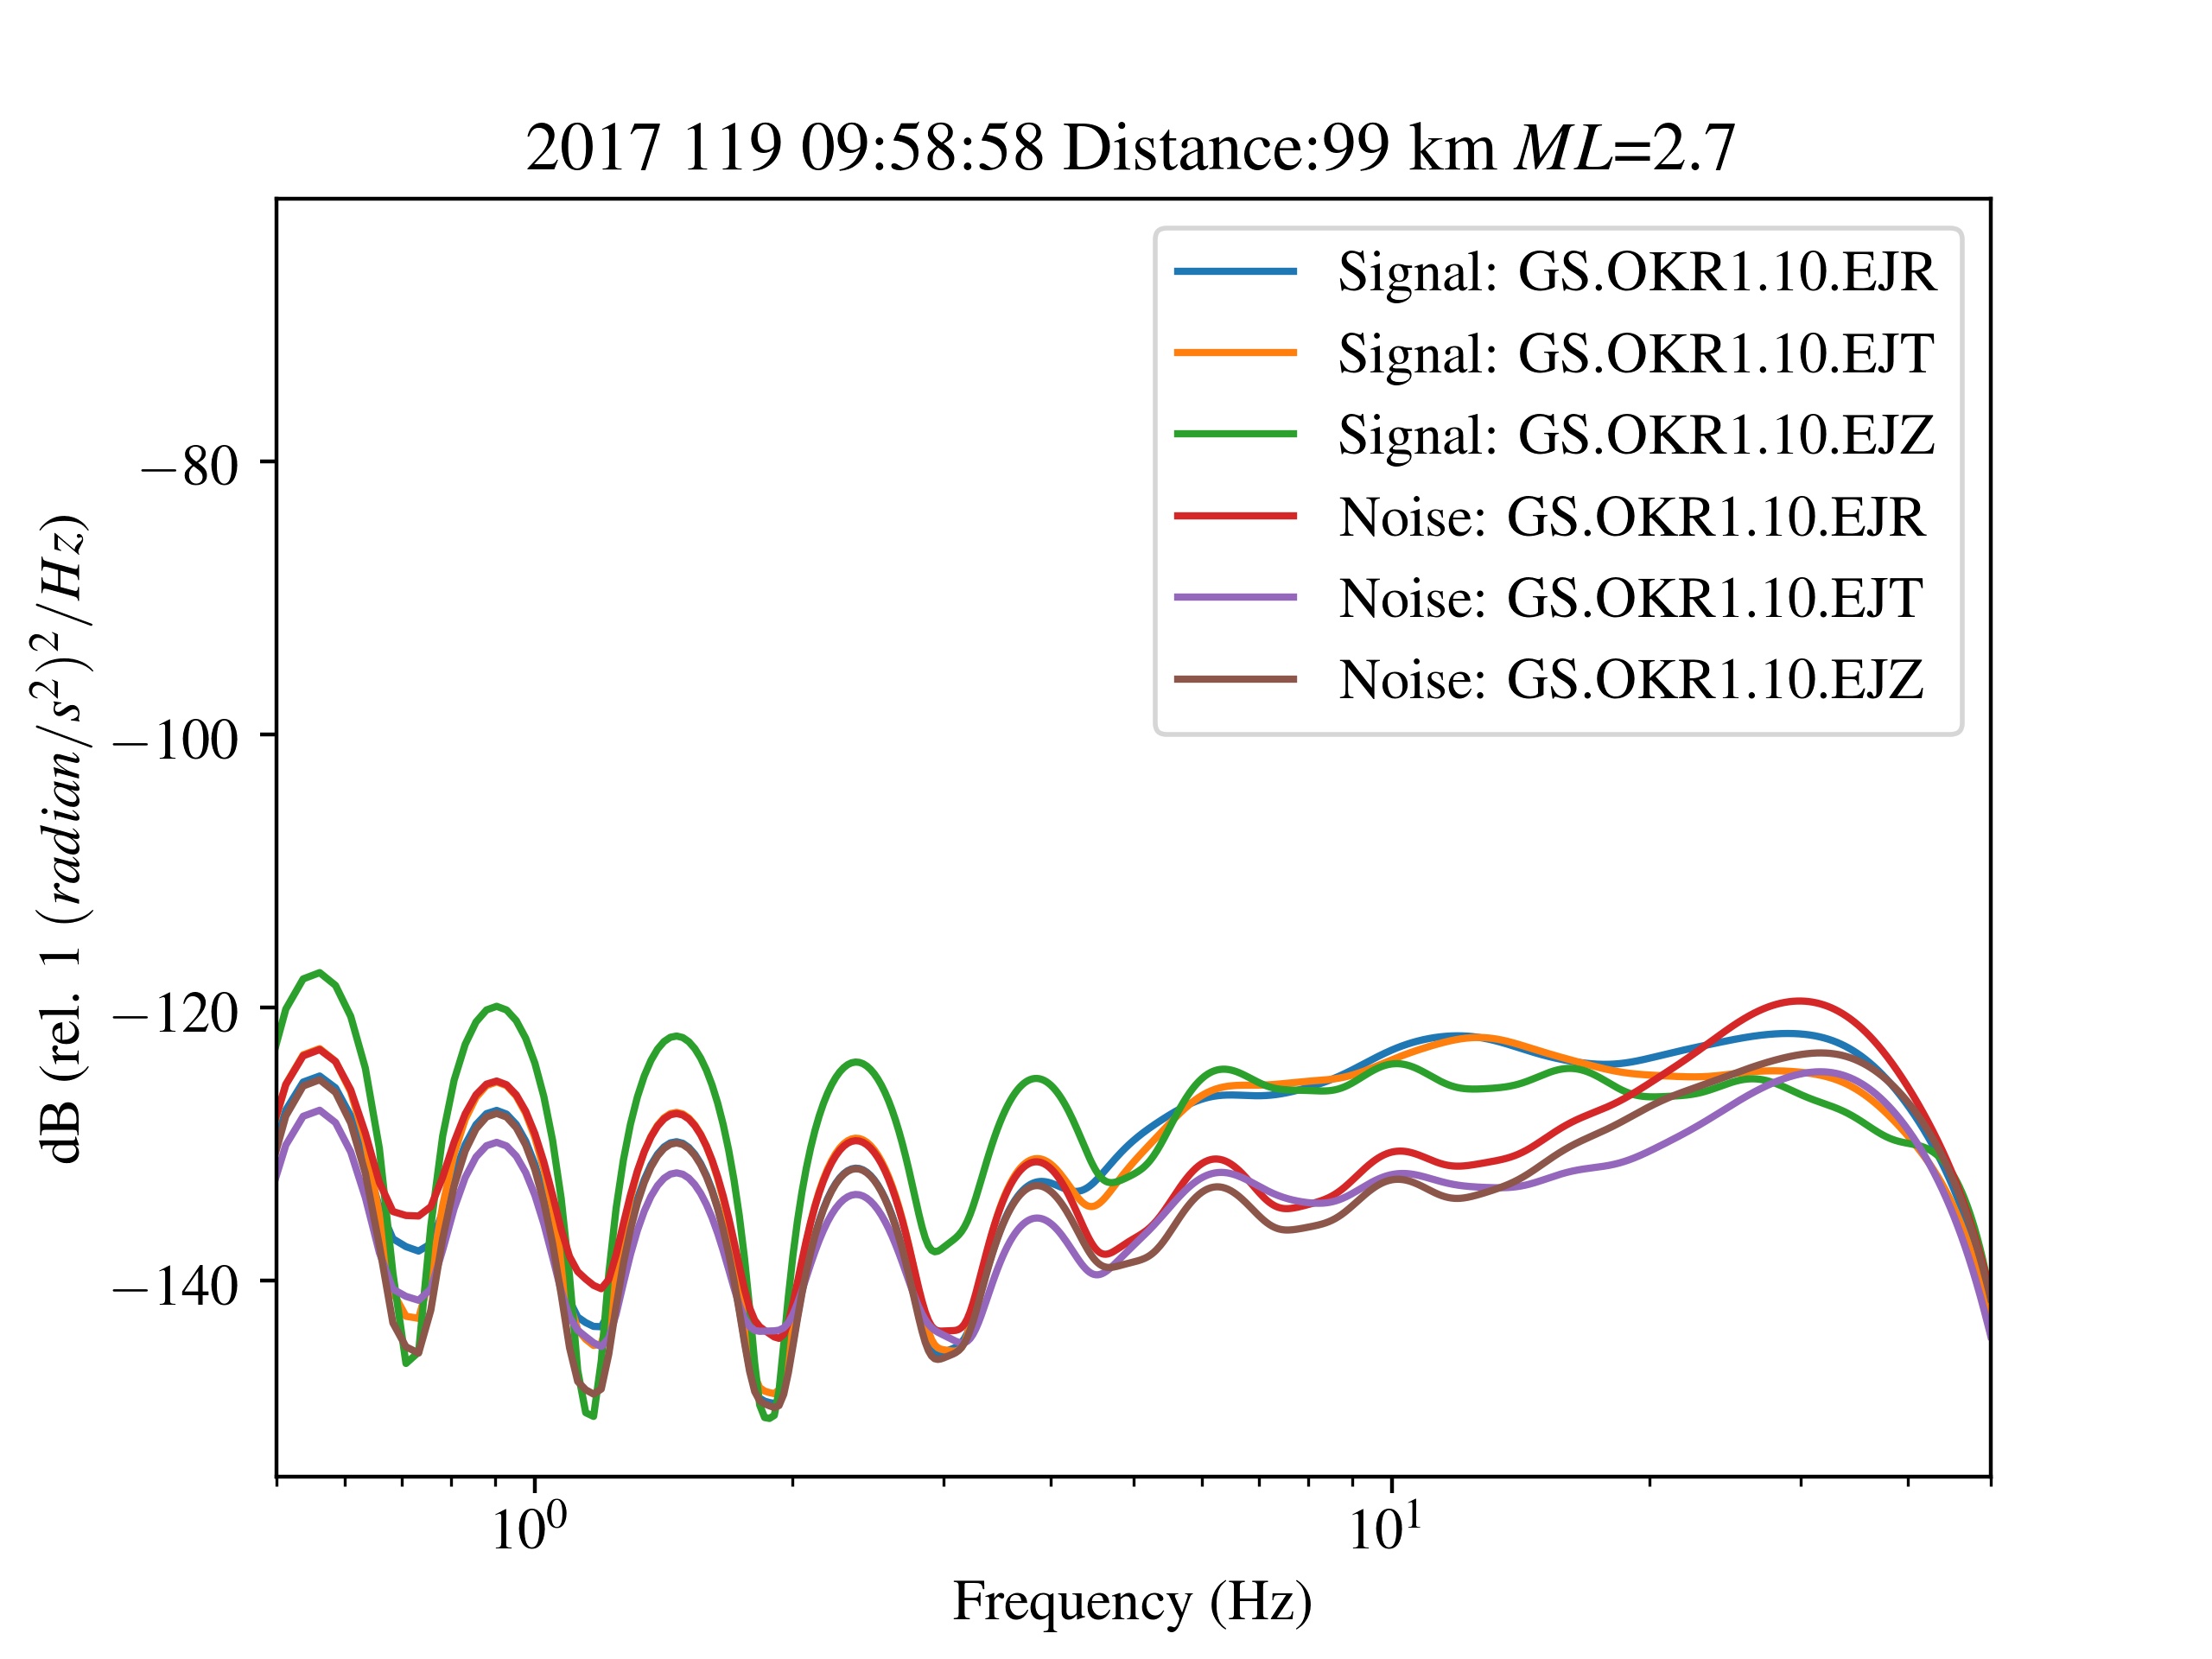 2017 119 09:58:58 Distance:99 km ML=2.7
Signal: GS.OKR1.10.EJR
Signal: GS.OKR1.10.EJT
Signal: GS.OKR1.10.EJZ
Noise: GS.OKR1.10.EJR
Noise: GS.OKR1.10.EJT
Noise: GS.OKR1.10.EJZ
dB (rel. 1 (radian/s²)²/Hz)
−80
−100
−120
−140
10⁰
10¹
Frequency (Hz)